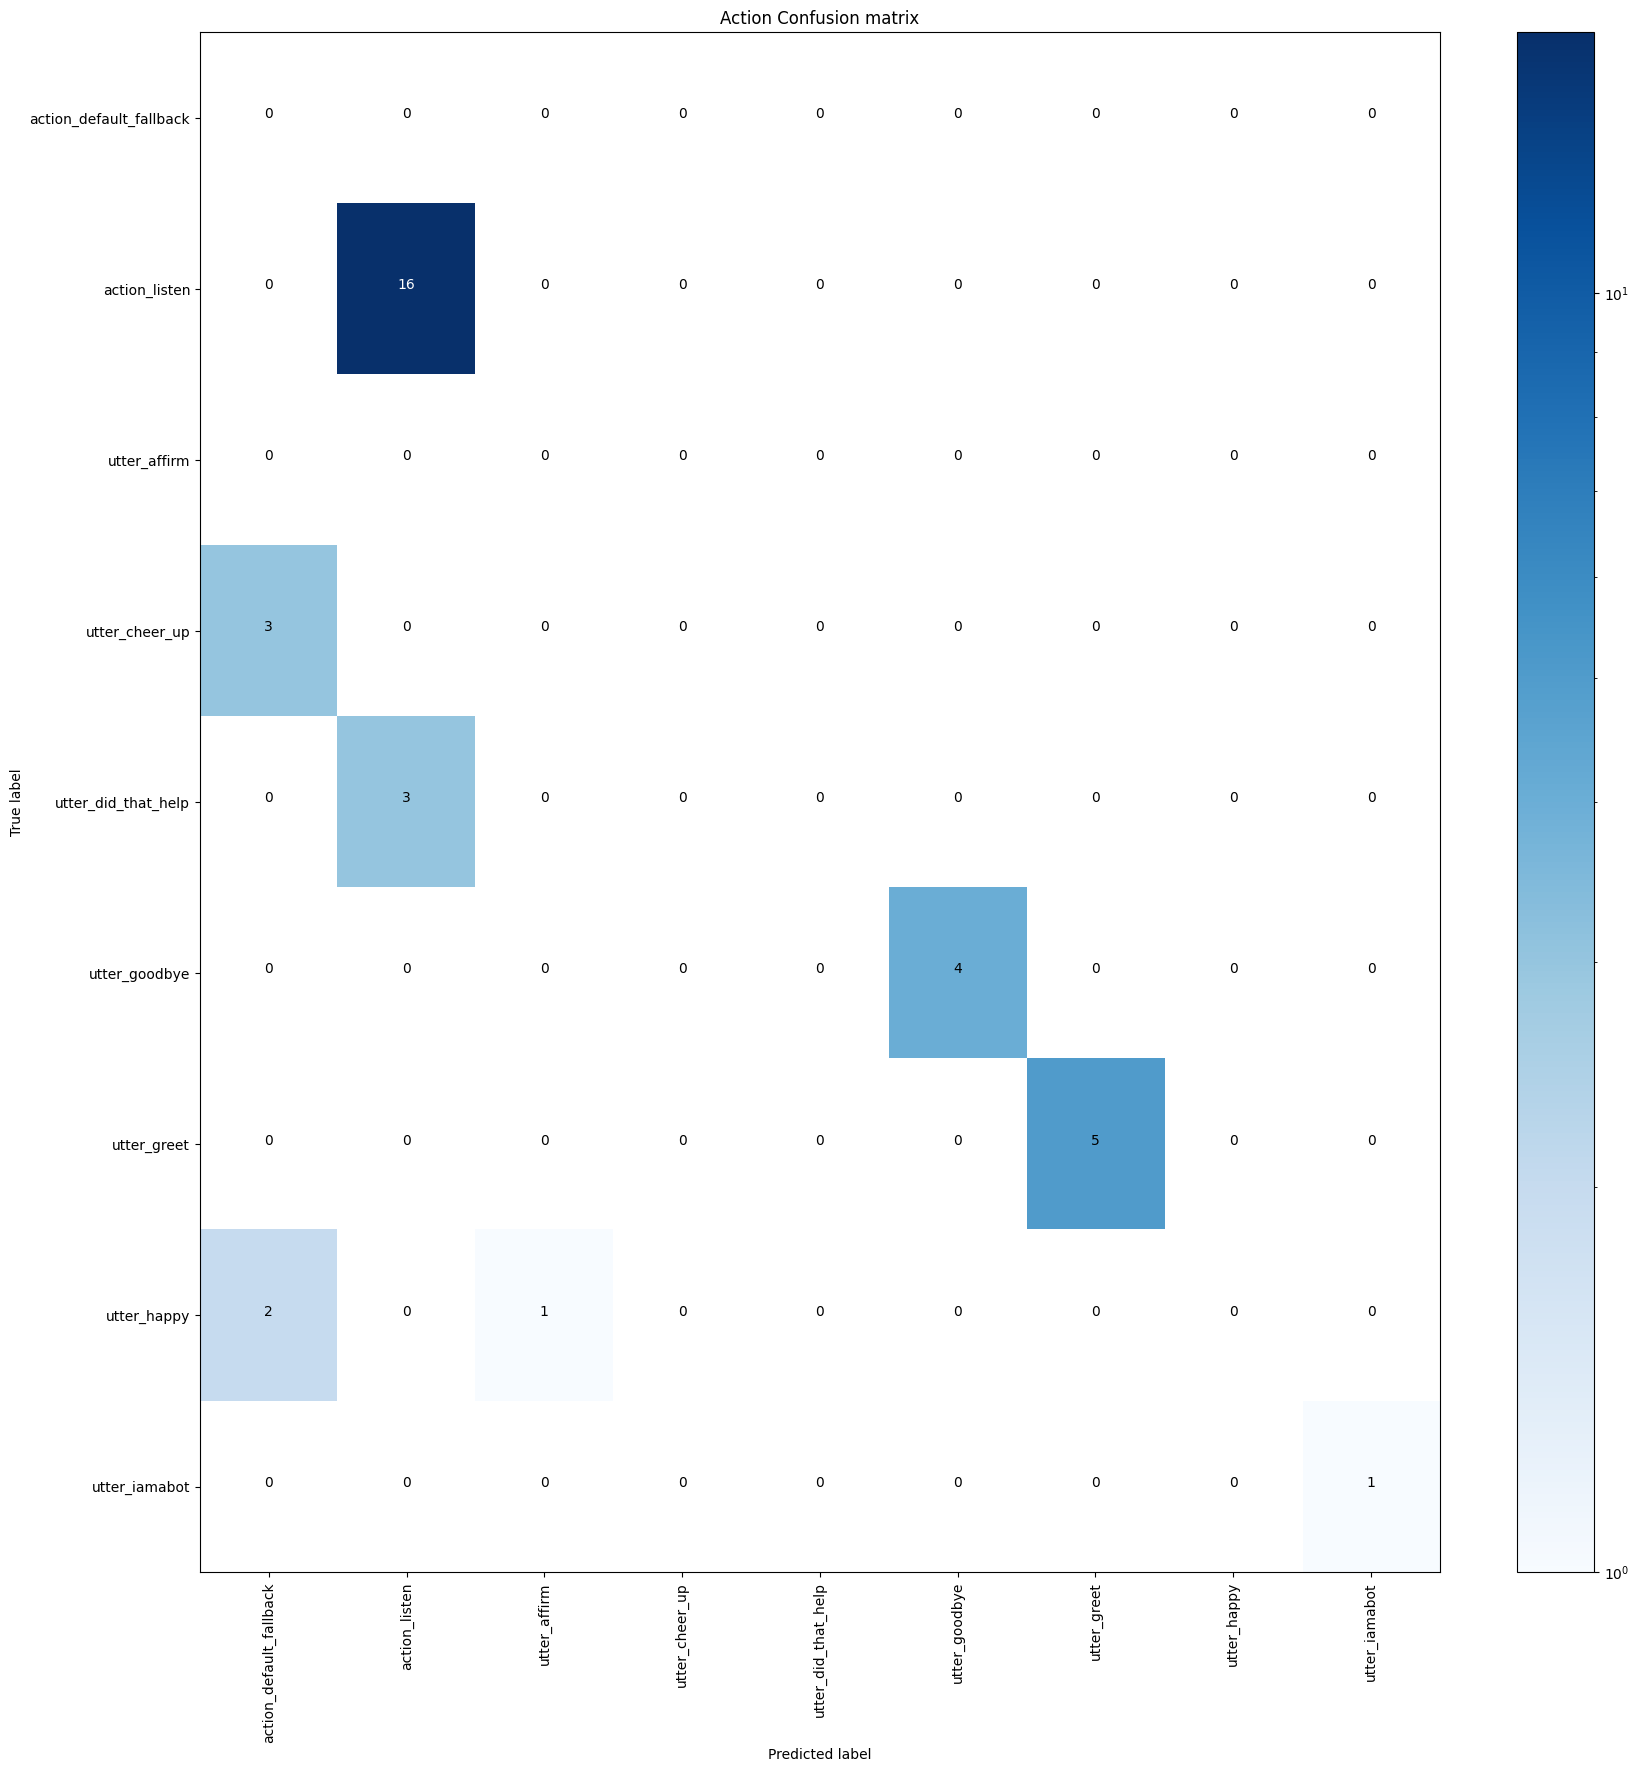 Action Confusion matrix
action_default_fallback 0 0 0 0 0 0 0 0 0
action_listen 0 16 0 0 0 0 0 0 0
utter_affirm 0 0 0 0 0 0 0 0 0
utter_cheer_up 3 0 0 0 0 0 0 0 0
utter_did_that_help 0 3 0 0 0 0 0 0 0
utter_goodbye 0 0 0 0 0 4 0 0 0
utter_greet 0 0 0 0 0 0 5 0 0
utter_happy 2 0 1 0 0 0 0 0 0
utter_iamabot 0 0 0 0 0 0 0 0 1
True label
action_default_fallback
action_listen
utter_affirm
utter_cheer_up
utter_did_that_help
utter_goodbye
utter_greet
utter_happy
utter_iamabot
Predicted label
10¹
10⁰